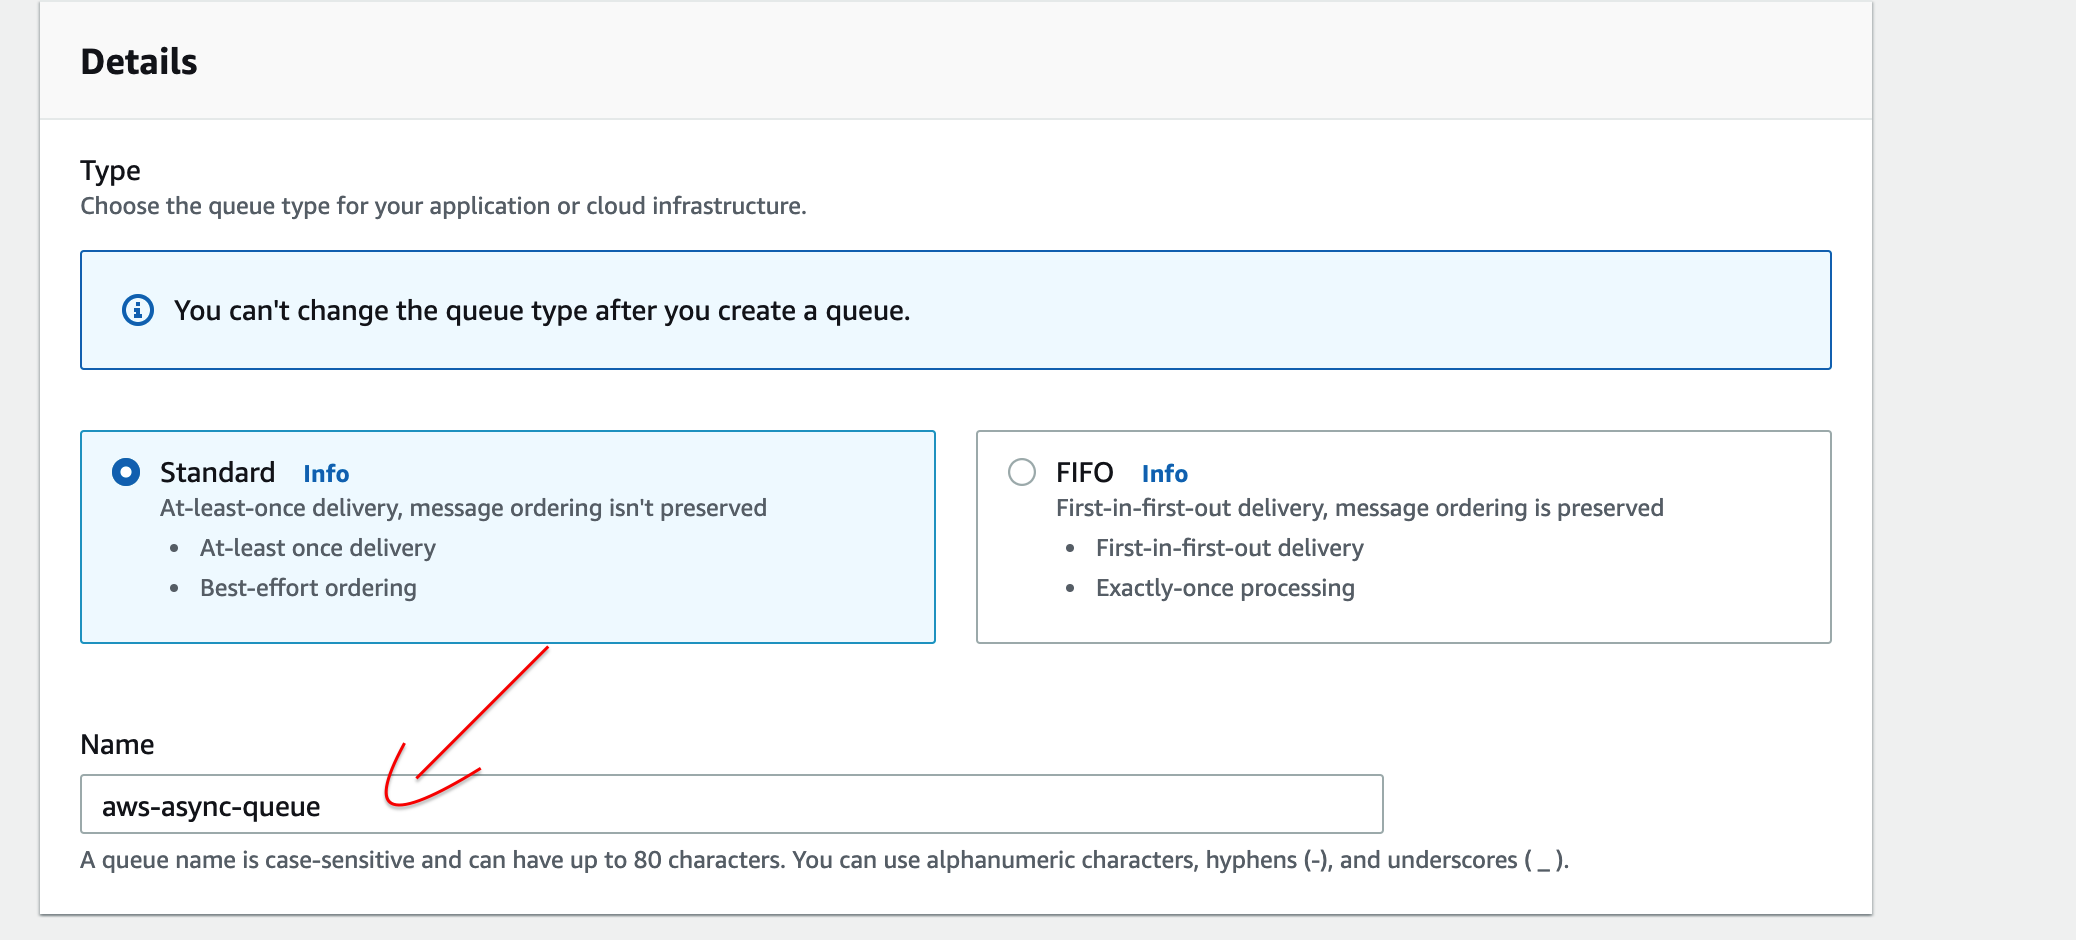 Details
Type
Choose the queue type for your application or cloud infrastructure.
You can't change the queue type after you create a queue.
Standard Info
At-least-once delivery, message ordering isn't preserved
• At-least once delivery
• Best-effort ordering
FIFO Info
First-in-first-out delivery, message ordering is preserved
• First-in-first-out delivery
• Exactly-once processing
Name
aws-async-queue
A queue name is case-sensitive and can have up to 80 characters. You can use alphanumeric characters, hyphens (-), and underscores ( _ ).